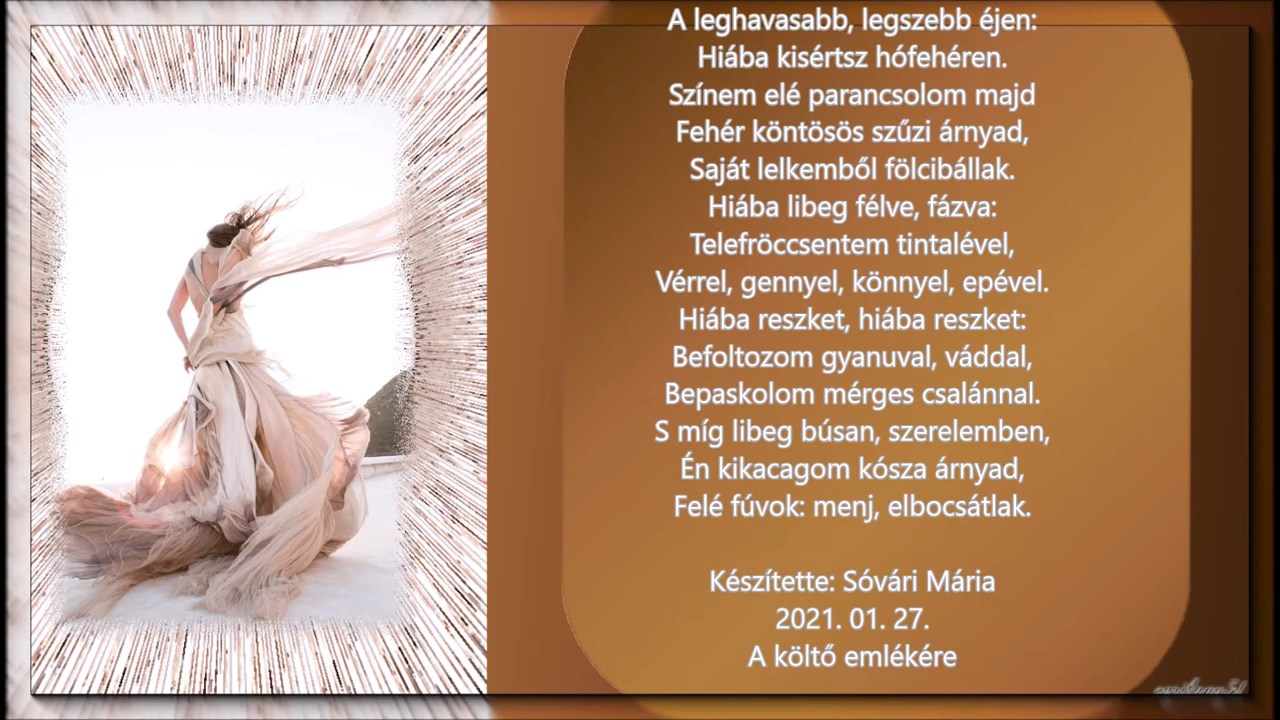 A leghavasabb, legszebb éjen:
Hiába kisértsz hófehéren.
Színem elé parancsolom majd
Fehér köntösös szűzi árnyad,
Saját lelkemből fölcibállak.
Hiába libeg félve, fázva:
Telefröccsentem tintalével,
Vérrel, gennyel, könnyel, epével.
Hiába reszket, hiába reszket:
Befoltozom gyanuval, váddal,
Bepaskolom mérges csalánnal.
S míg libeg búsan, szerelemben,
Én kikacagom kósza árnyad,
Felé fúvok: menj, elbocsátlak.
Készítette: Sóvári Mária
2021. 01. 27.
A költő emlékére